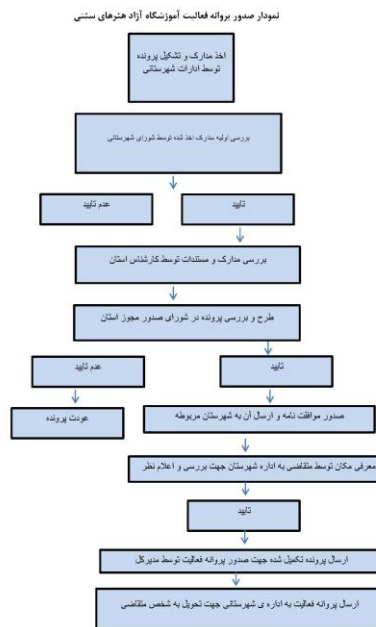 نمودار صدور پروانه فعالیت آموزشگاه آزاد هنرهای سنتی
اخذ مدارک و تشکیل پرونده
توسط ادارات شهرستانی
بررسی اولیه مدارک اخذ شده توسط شورای شهرستانی
تایید
عدم تایید
بررسی مدارک و مستندات توسط کارشناس استان
طرح و بررسی پرونده در شورای صدور مجوز استان
تایید
عدم تایید
صدور موافقت نامه و ارسال آن به شهرستان مربوطه
عودت پرونده
معرفی مکان توسط متقاضی به اداره شهرستان جهت بررسی و اعلام نظر
تایید
ارسال پرونده تکمیل شده جهت صدور پروانه فعالیت توسط مدیرکل
ارسال پروانه فعالیت به اداره ی شهرستانی جهت تحویل به شخص متقاضی